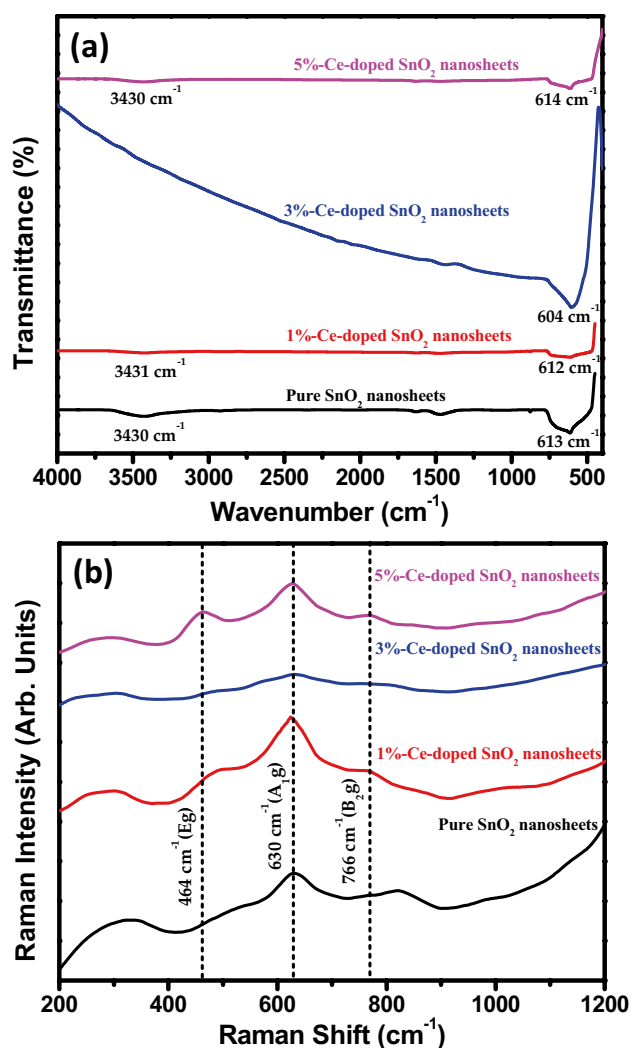 (a)
5%-Ce-doped SnO₂ nanosheets
3430 cm⁻¹
614 cm⁻¹
3%-Ce-doped SnO₂ nanosheets
604 cm⁻¹
1%-Ce-doped SnO₂ nanosheets
3431 cm⁻¹
612 cm⁻¹
Pure SnO₂ nanosheets
3430 cm⁻¹
613 cm⁻¹
Transmittance (%)
4000 3500 3000 2500 2000 1500 1000 500
Wavenumber (cm⁻¹)
(b)
5%-Ce-doped SnO₂ nanosheets
3%-Ce-doped SnO₂ nanosheets
1%-Ce-doped SnO₂ nanosheets
464 cm⁻¹(Eg)
630 cm⁻¹(A₁g)
766 cm⁻¹(B₂g)
Pure SnO₂ nanosheets
Raman Intensity (Arb. Units)
200 400 600 800 1000 1200
Raman Shift (cm⁻¹)